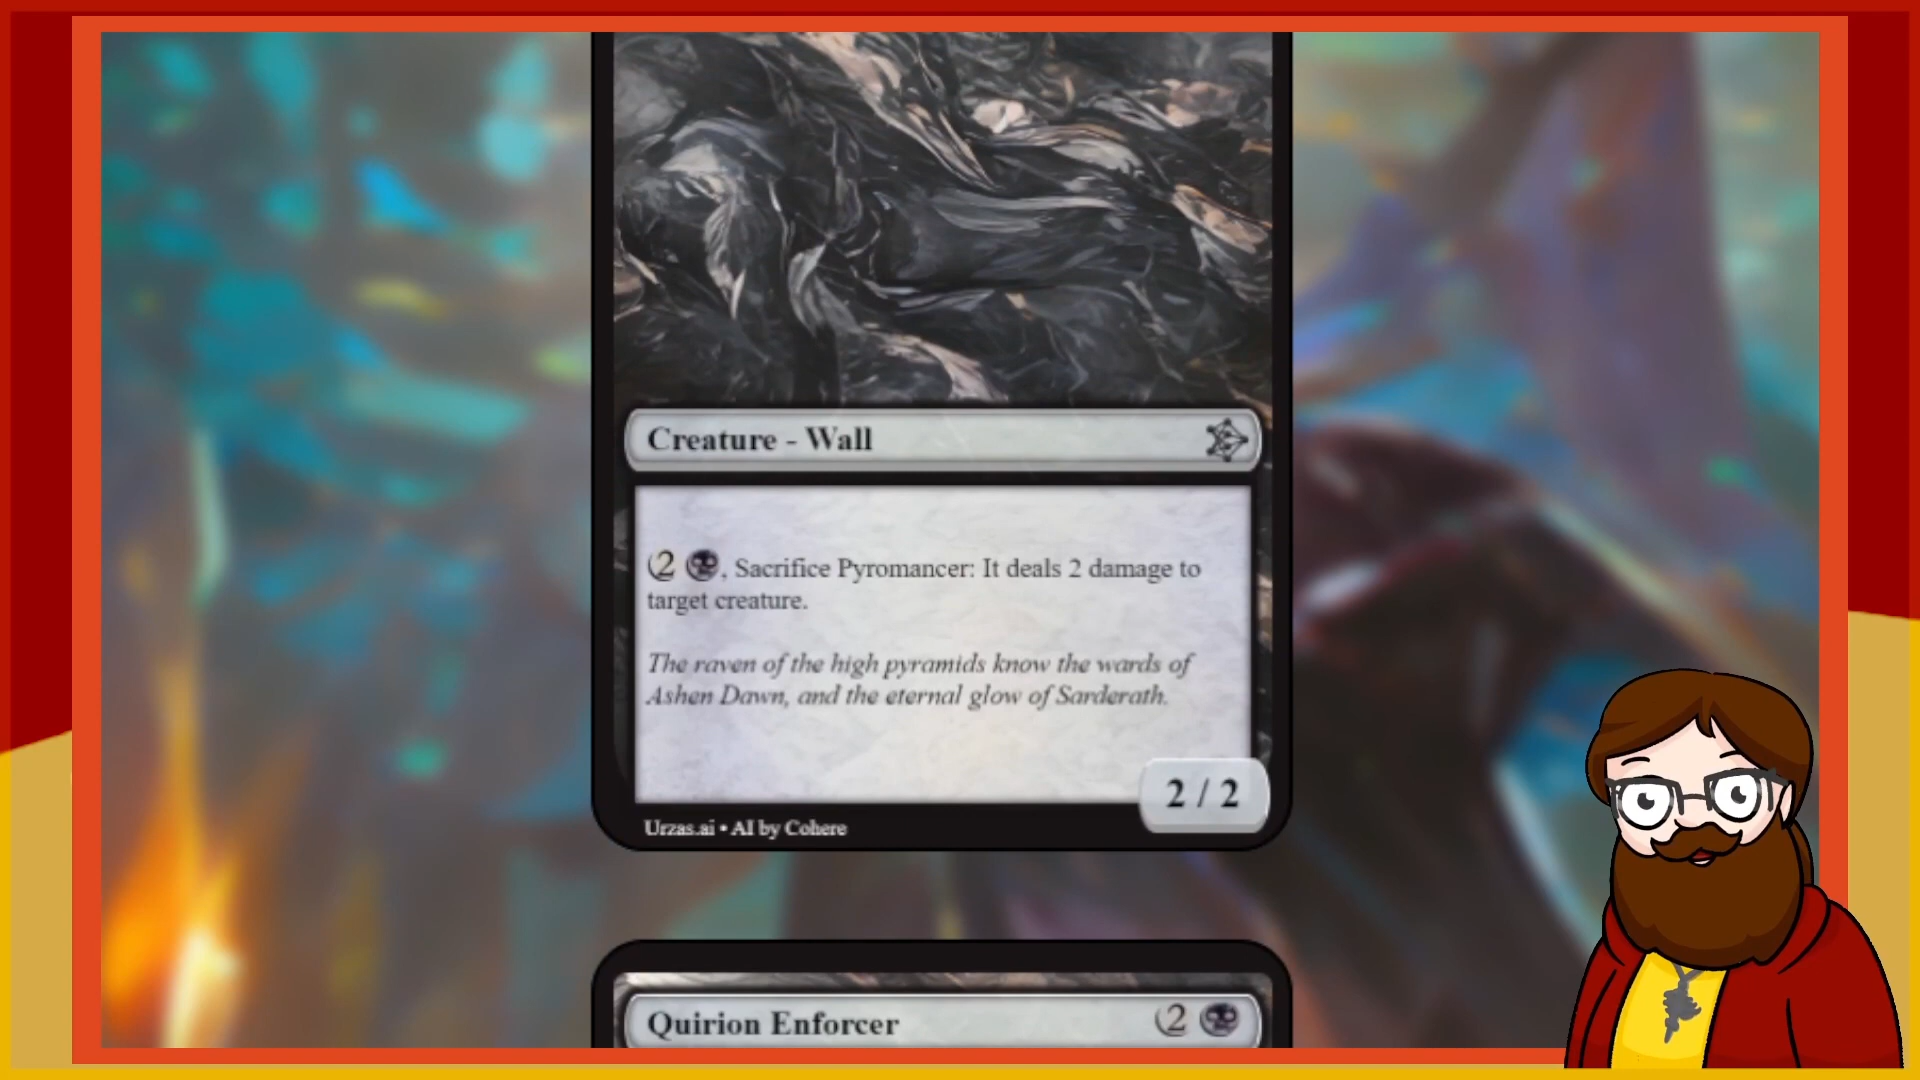 Creature - Wall
2 , Sacrifice Pyromancer: It deals 2 damage to
target creature.
The raven of the high pyramids know the wards of
Ashen Dawn, and the eternal glow of Sarderath.
2 / 2
Urzas.ai • AI by Cohere
Quirion Enforcer 2